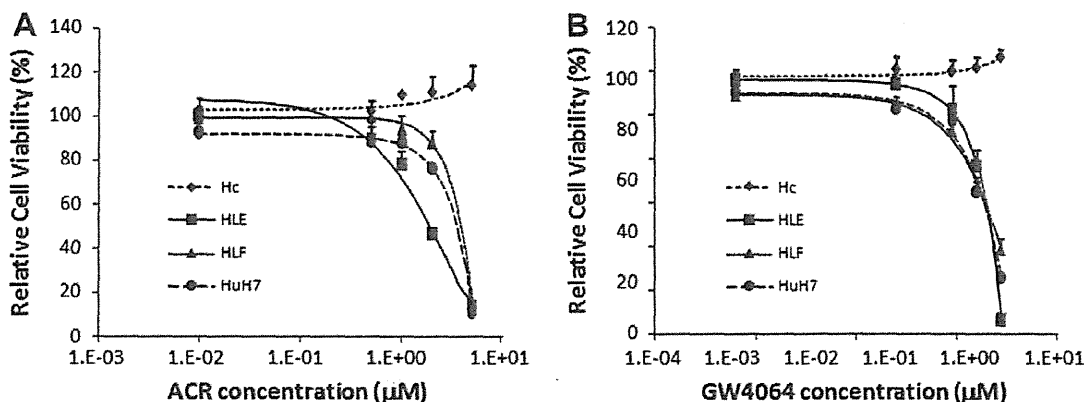 A
Relative Cell Viability (%)
140
120
100
80
60
40
20
0
Hc
HLE
HLF
HuH7
1.E-03
1.E-02
1.E-01
1.E+00
1.E+01
ACR concentration (μM)
B
Relative Cell Viability (%)
120
100
80
60
40
20
0
Hc
HLE
HLF
HuH7
1.E-04
1.E-03
1.E-02
1.E-01
1.E+00
1.E+01
GW4064 concentration (μM)